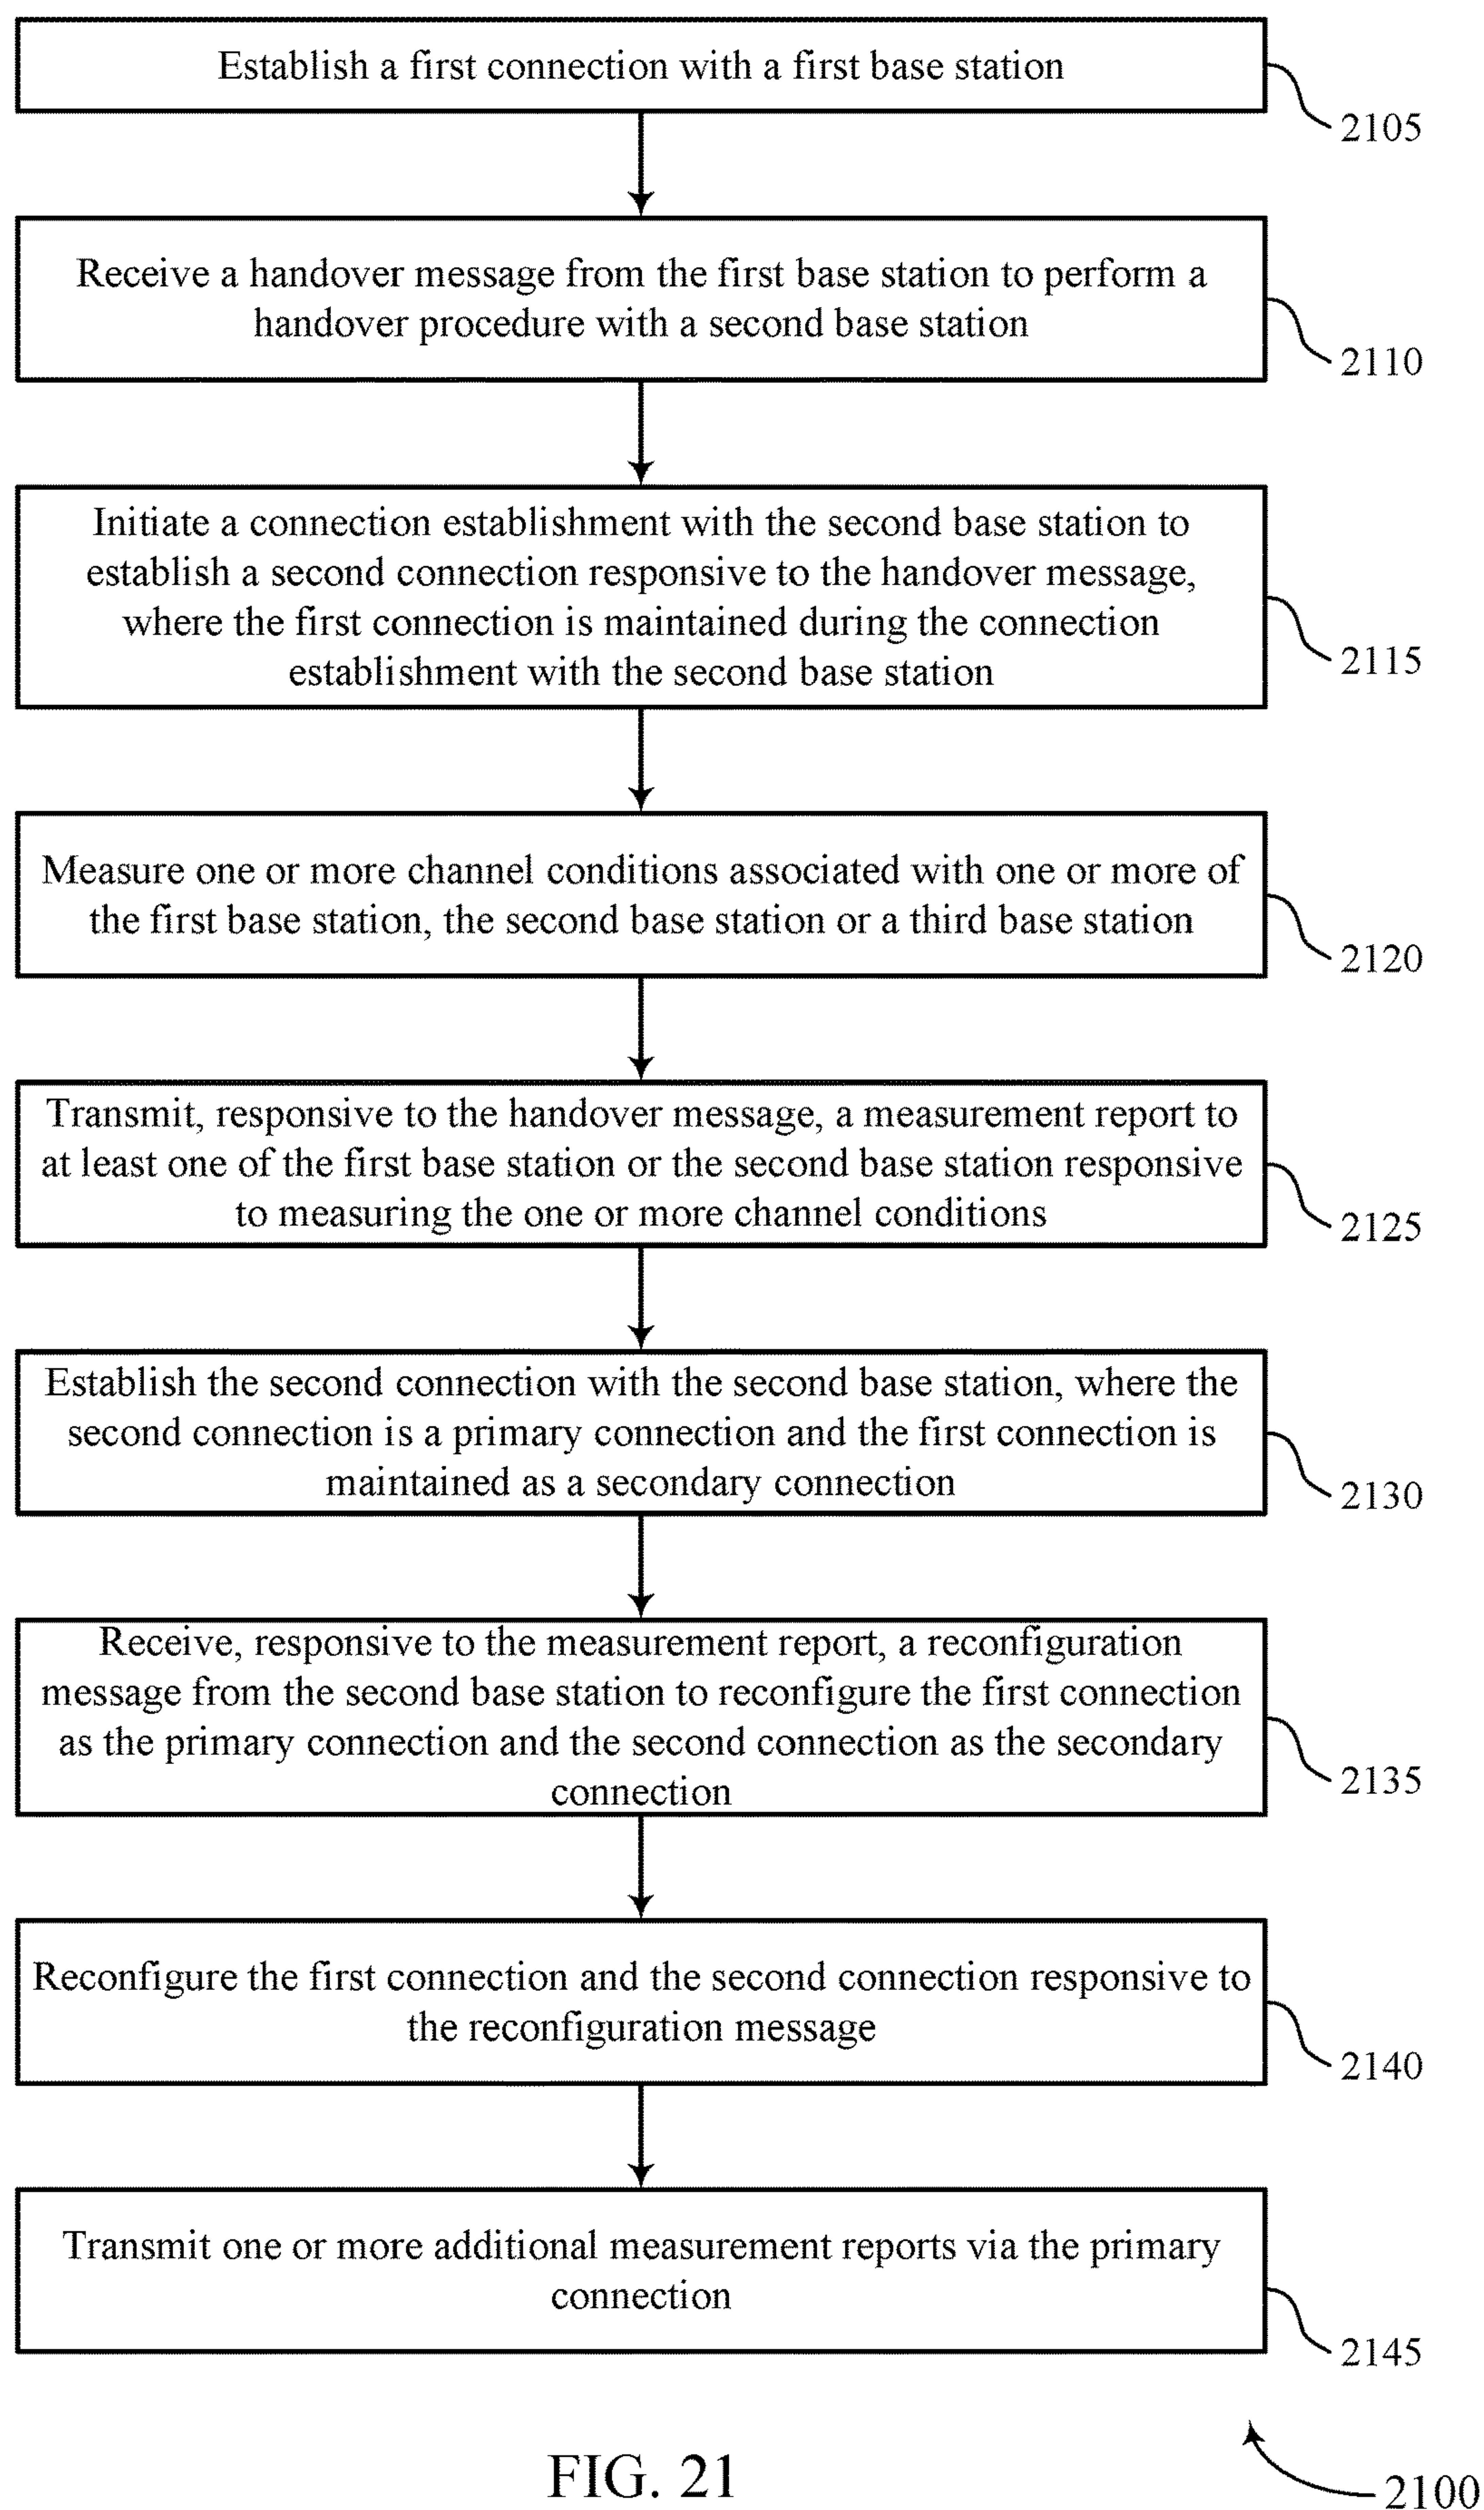 Establish a first connection with a first base station
2105
Receive a handover message from the first base station to perform a
handover procedure with a second base station
2110
Initiate a connection establishment with the second base station to
establish a second connection responsive to the handover message,
where the first connection is maintained during the connection
establishment with the second base station
2115
Measure one or more channel conditions associated with one or more of
the first base station, the second base station or a third base station
2120
Transmit, responsive to the handover message, a measurement report to
at least one of the first base station or the second base station responsive
to measuring the one or more channel conditions
2125
Establish the second connection with the second base station, where the
second connection is a primary connection and the first connection is
maintained as a secondary connection
2130
Receive, responsive to the measurement report, a reconfiguration
message from the second base station to reconfigure the first connection
as the primary connection and the second connection as the secondary
connection
2135
Reconfigure the first connection and the second connection responsive to
the reconfiguration message
2140
Transmit one or more additional measurement reports via the primary
connection
2145
FIG. 21
2100